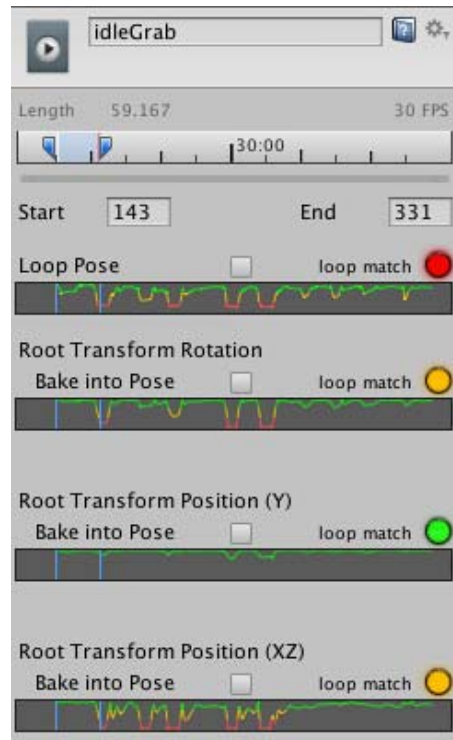 idleGrab
Length 59.167 30 FPS
30:00
Start 143 End 331
Loop Pose loop match
Root Transform Rotation
Bake into Pose loop match
Root Transform Position (Y)
Bake into Pose loop match
Root Transform Position (XZ)
Bake into Pose loop match